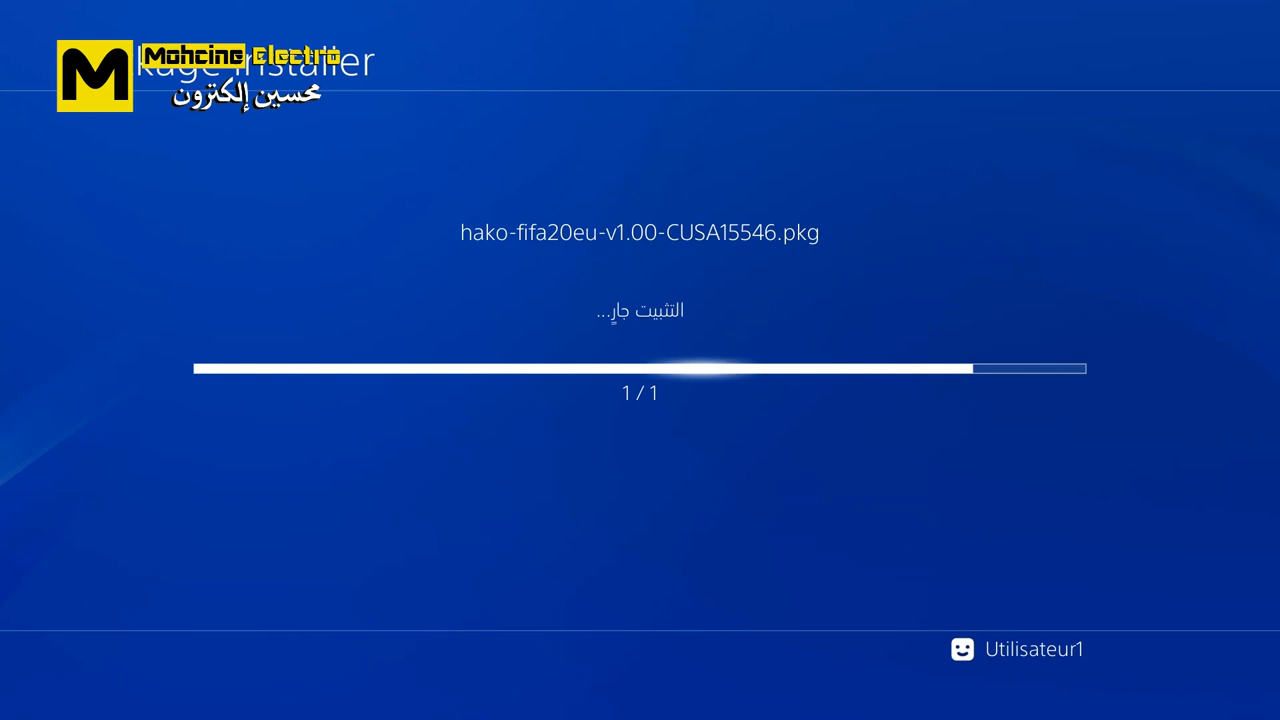 M
Mohcine Electro
kage Installer
محسين إلكترون
hako-fifa20eu-v1.00-CUSA15546.pkg
التثبيت جارٍ...
1 / 1
Utilisateur1